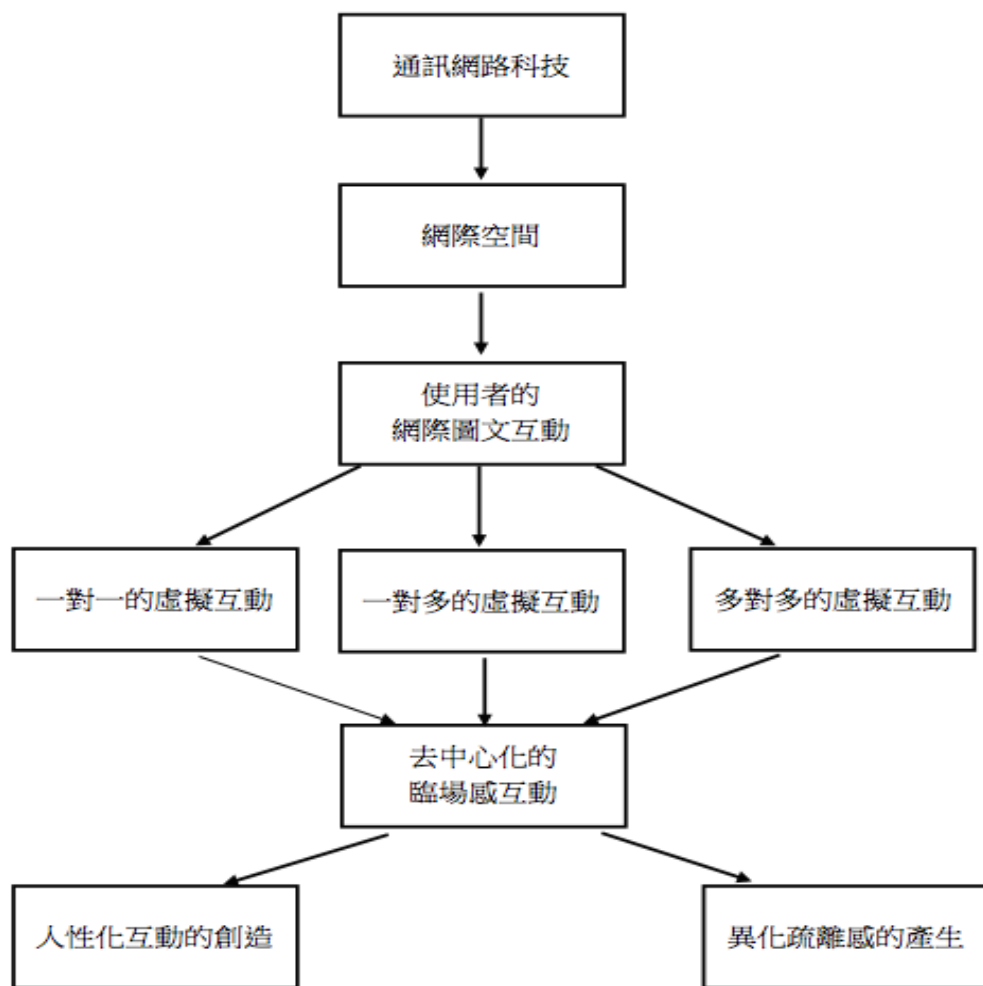 通訊網路科技
網際空間
使用者的
網際圖文互動
一對一的虛擬互動
一對多的虛擬互動
多對多的虛擬互動
去中心化的
臨場感互動
人性化互動的創造
異化疏離感的產生